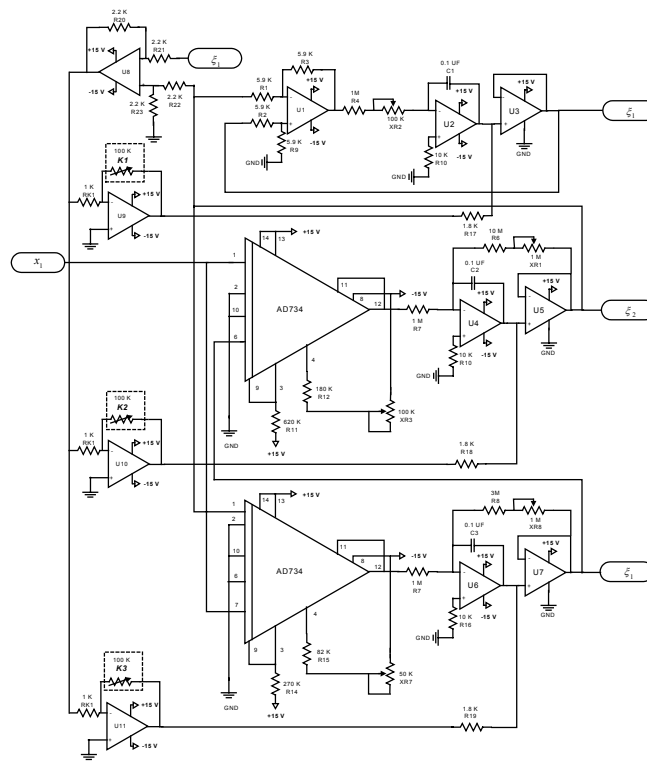 2.2 K
R20
+15 V
2.2 K
R21
ξ1
U8
-15 V
2.2 K
R23
2.2 K
R22
5.9 K
R3
+15 V
5.9 K
R1
5.9 K
R2
U1
-15 V
5.9 K
R9
GND
1M
R4
100 K
XR2
0.1 UF
C1
+15 V
U2
-15 V
10 K
R10
GND
+15 V
U3
GND
ξ1
100 K
K1
1 K
RK1
+15 V
U9
-15 V
1.8 K
R17
x1
14
13
+15 V
1
2
10
6
AD734
11
8
12
-15 V
4
9
3
180 K
R12
620 K
R11
+15 V
100 K
XR3
GND
1 M
R7
10 M
R6
1 M
XR1
0.1 UF
C2
+15 V
U4
-15 V
10 K
R10
GND
+15 V
U5
GND
ξ2
100 K
K2
1 K
RK1
+15 V
U10
-15 V
1.8 K
R18
14
13
+15 V
1
2
10
6
7
AD734
11
8
12
-15 V
4
9
3
82 K
R15
270 K
R14
+15 V
50 K
XR7
GND
1 M
R7
3M
R8
1 M
XR8
0.1 UF
C3
+15 V
U6
-15 V
10 K
R16
GND
+15 V
U7
GND
ξ1
100 K
K3
1 K
RK1
+15 V
U11
-15 V
1.8 K
R19